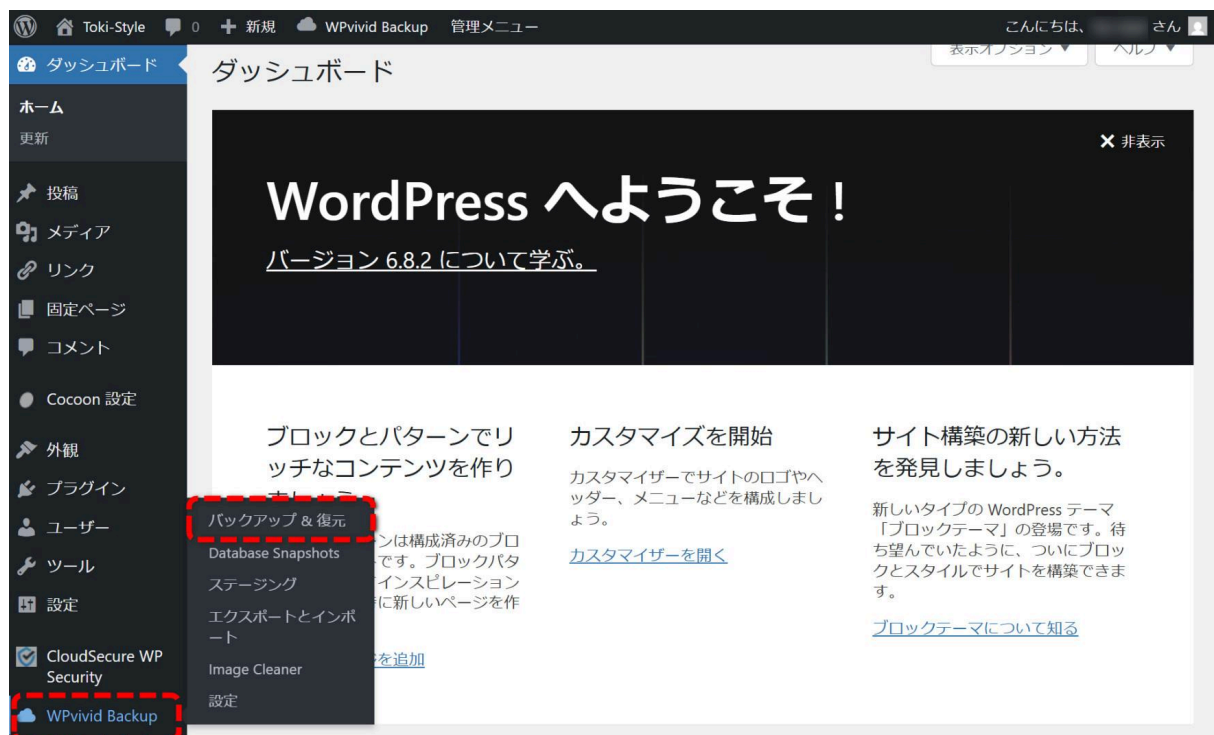 Toki-Style 0 新規 WPvivid Backup 管理メニュー
こんにちは、 さん
ダッシュボード
ホーム
更新
投稿
メディア
リンク
固定ページ
コメント
Cocoon 設定
外観
プラグイン
ユーザー
ツール
設定
CloudSecure WP
Security
WPvivid Backup
バックアップ & 復元
Database Snapshots
ステージング
エクスポートとインポ
ート
Image Cleaner
設定
ダッシュボード
表示オプション ▼
ヘルプ ▼
非表示
WordPress へようこそ !
バージョン 6.8.2 について学ぶ。
ブロックとパターンでリ
ッチなコンテンツを作り
ましょう
ンは構成済みのブロ
です。ブロックパタ
インスピレーション
に新しいページを作
を追加
カスタマイズを開始
カスタマイザーでサイトのロゴやヘ
ッダー、メニューなどを構成しまし
ょう。
カスタマイザーを開く
サイト構築の新しい方法
を発見しましょう。
新しいタイプの WordPress テーマ
「ブロックテーマ」の登場です。待
ち望んでいたように、ついにブロッ
クとスタイルでサイトを構築できま
す。
ブロックテーマについて知る